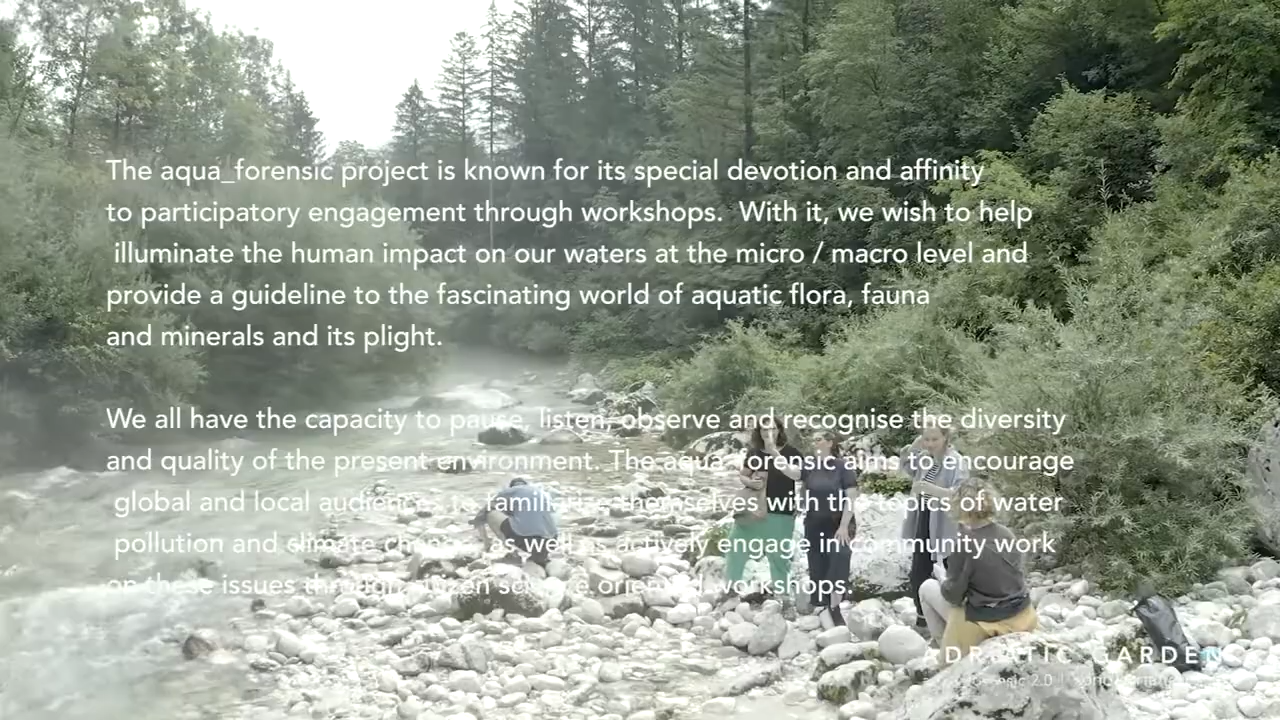 The aqua_forensic project is known for its special devotion and affinity
to participatory engagement through workshops. With it, we wish to help
illuminate the human impact on our waters at the micro / macro level and
provide a guideline to the fascinating world of aquatic flora, fauna
and minerals and its plight.
We all have the capacity to pause, listen, observe and recognise the diversity
and quality of the present environment. The aqua_forensic aims to encourage
global and local audiences to familiarize themselves with the topics of water
pollution and climate change, as well as actively engage in community work
on these issues through citizen science oriented workshops.
ADRIATIC GARDEN
2.0 |